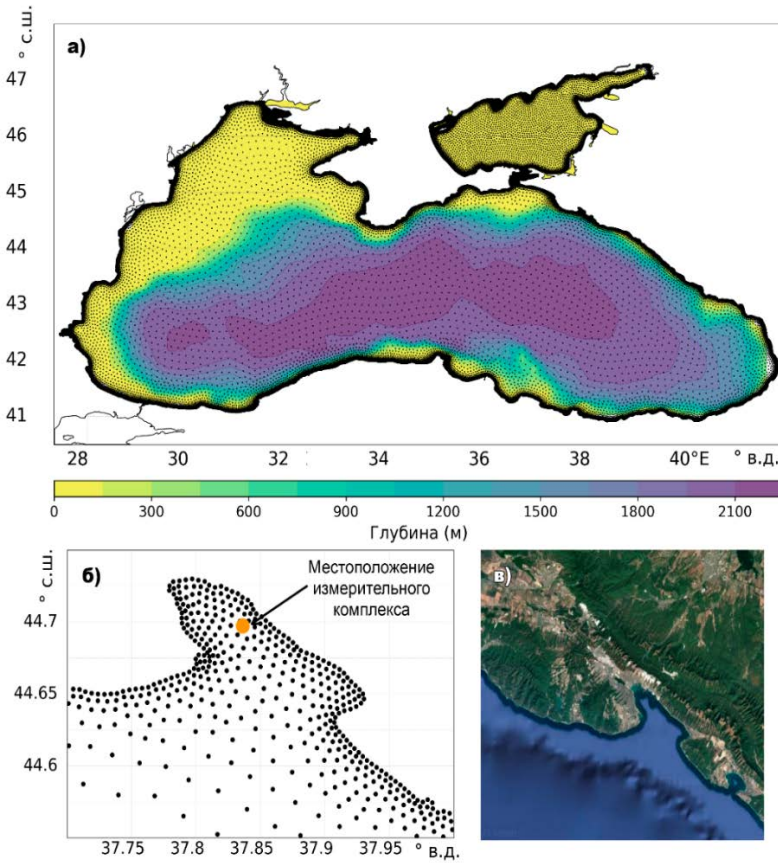 ° с.ш.
а)
47
46
45
44
43
42
41
28 30 32 34 36 38 40°E ° в.д.
0 300 600 900 1200 1500 1800 2100
Глубина (м)
° с.ш.
б)
Местоположение
измерительного
комплекса
44.7
44.65
44.6
37.75 37.8 37.85 37.9 37.95
° в.д.
в)